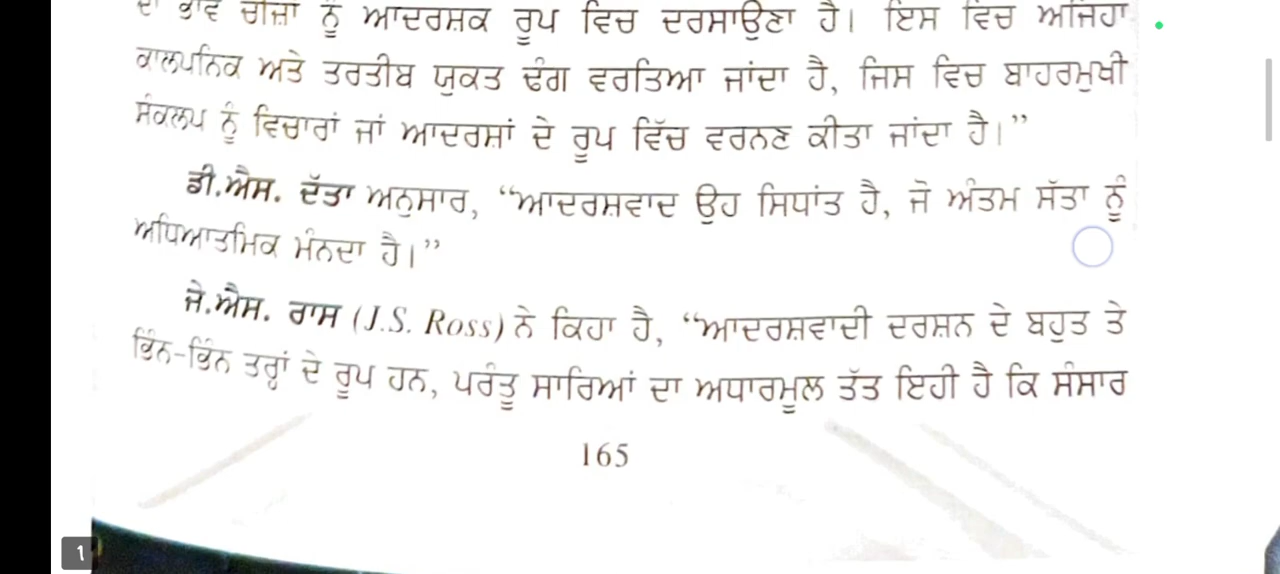 ਦਾ ਭਾਵ ਚੀਜ਼ਾਂ ਨੂੰ ਆਦਰਸ਼ਕ ਰੂਪ ਵਿਚ ਦਰਸਾਉਣਾ ਹੈ। ਇਸ ਵਿਚ ਅਜਿਹਾ
ਕਾਲਪਨਿਕ ਅਤੇ ਤਰਤੀਬ ਯੁਕਤ ਢੰਗ ਵਰਤਿਆ ਜਾਂਦਾ ਹੈ, ਜਿਸ ਵਿਚ ਬਾਹਰਮੁਖੀ
ਸੰਕਲਪ ਨੂੰ ਵਿਚਾਰਾਂ ਜਾਂ ਆਦਰਸ਼ਾਂ ਦੇ ਰੂਪ ਵਿੱਚ ਵਰਨਣ ਕੀਤਾ ਜਾਂਦਾ ਹੈ।”
ਡੀ.ਐਸ. ਦੱਤਾ ਅਨੁਸਾਰ, “ਆਦਰਸ਼ਵਾਦ ਉਹ ਸਿਧਾਂਤ ਹੈ, ਜੋ ਅੰਤਮ ਸੱਤਾ ਨੂੰ
ਅਧਿਆਤਮਿਕ ਮੰਨਦਾ ਹੈ।”
ਜੇ.ਐਸ. ਰਾਸ (J.S. Ross) ਨੇ ਕਿਹਾ ਹੈ, “ਆਦਰਸ਼ਵਾਦੀ ਦਰਸ਼ਨ ਦੇ ਬਹੁਤ ਤੇ
ਭਿੰਨ-ਭਿੰਨ ਤਰ੍ਹਾਂ ਦੇ ਰੂਪ ਹਨ, ਪਰੰਤੂ ਸਾਰਿਆਂ ਦਾ ਅਧਾਰਮੂਲ ਤੱਤ ਇਹੀ ਹੈ ਕਿ ਸੰਸਾਰ
165
1